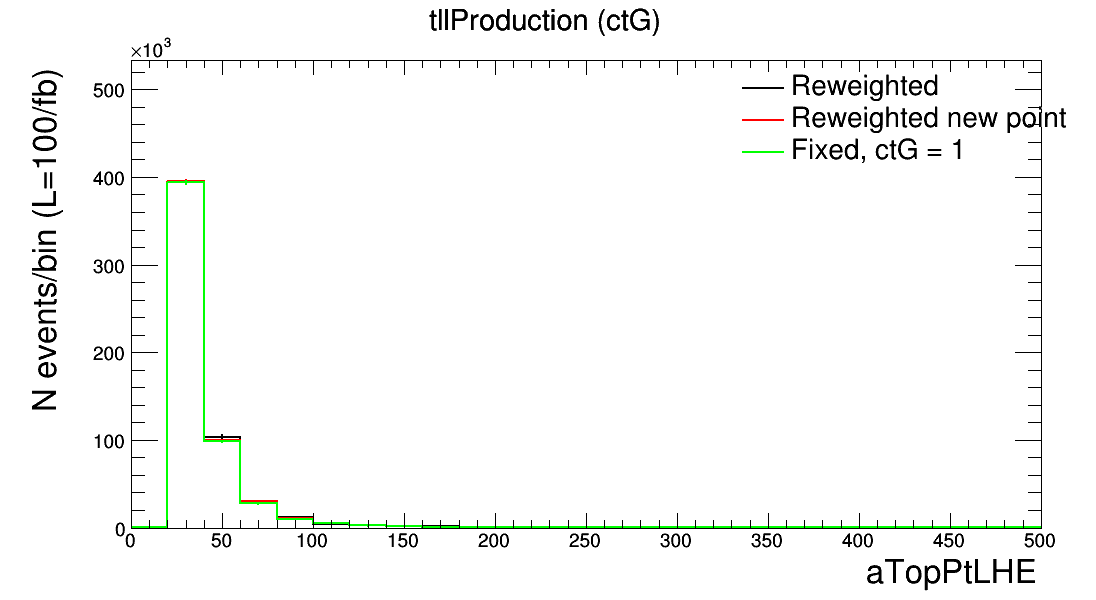 tllProduction (ctG)
×10³
N events/bin (L=100/fb)
500
400
300
200
100
0
Reweighted
Reweighted new point
Fixed, ctG = 1
0 50 100 150 200 250 300 350 400 450 500
aTopPtLHE